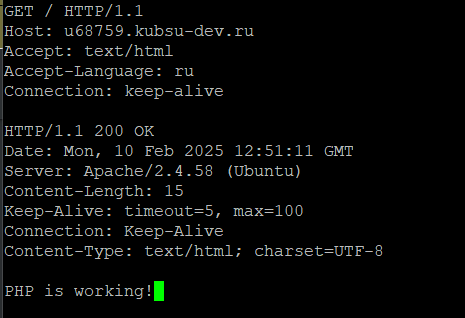 GET / HTTP/1.1
Host: u68759.kubsu-dev.ru
Accept: text/html
Accept-Language: ru
Connection: keep-alive
HTTP/1.1 200 OK
Date: Mon, 10 Feb 2025 12:51:11 GMT
Server: Apache/2.4.58 (Ubuntu)
Content-Length: 15
Keep-Alive: timeout=5, max=100
Connection: Keep-Alive
Content-Type: text/html; charset=UTF-8
PHP is working!